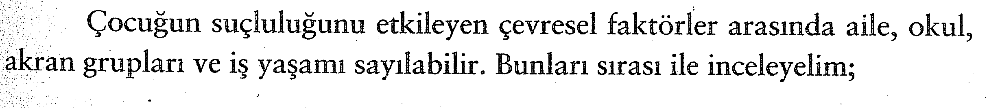 Çocuğun suçluluğunu etkileyen çevresel faktörler arasında aile, okul,
akran grupları ve iş yaşamı sayılabilir. Bunları sırası ile inceleyelim;